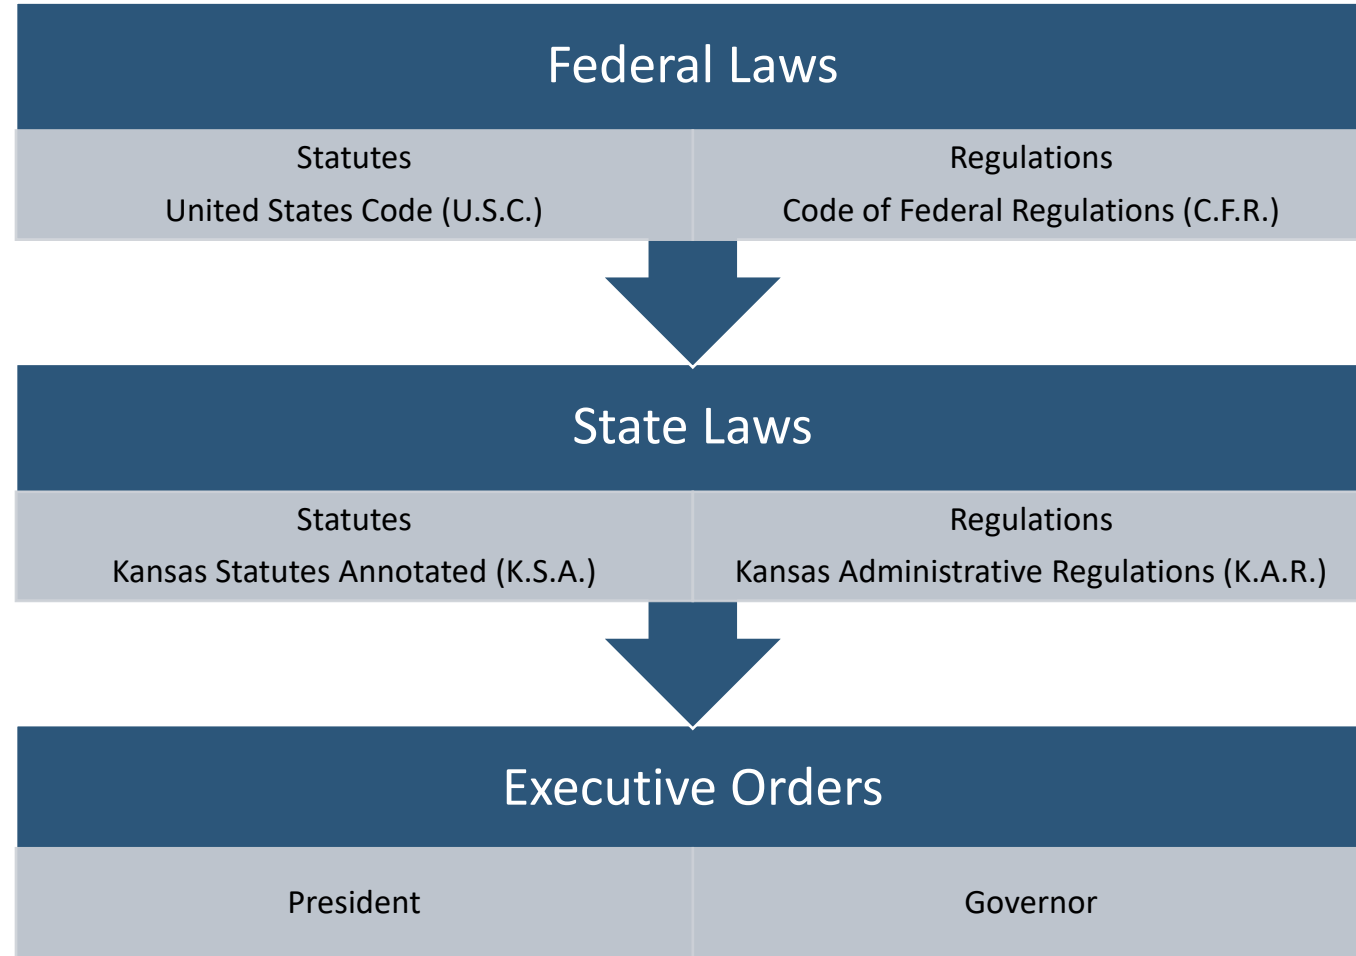 Federal Laws
Statutes
United States Code (U.S.C.)
Regulations
Code of Federal Regulations (C.F.R.)
State Laws
Statutes
Kansas Statutes Annotated (K.S.A.)
Regulations
Kansas Administrative Regulations (K.A.R.)
Executive Orders
President
Governor